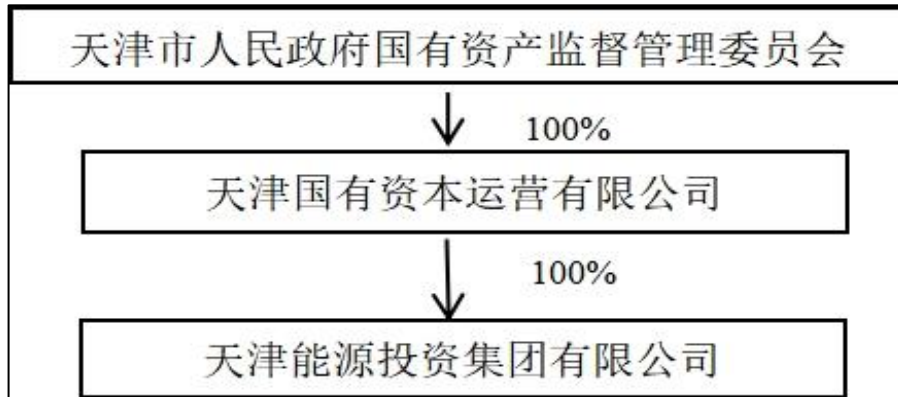 天津市人民政府国有资产监督管理委员会
100%
天津国有资本运营有限公司
100%
天津能源投资集团有限公司